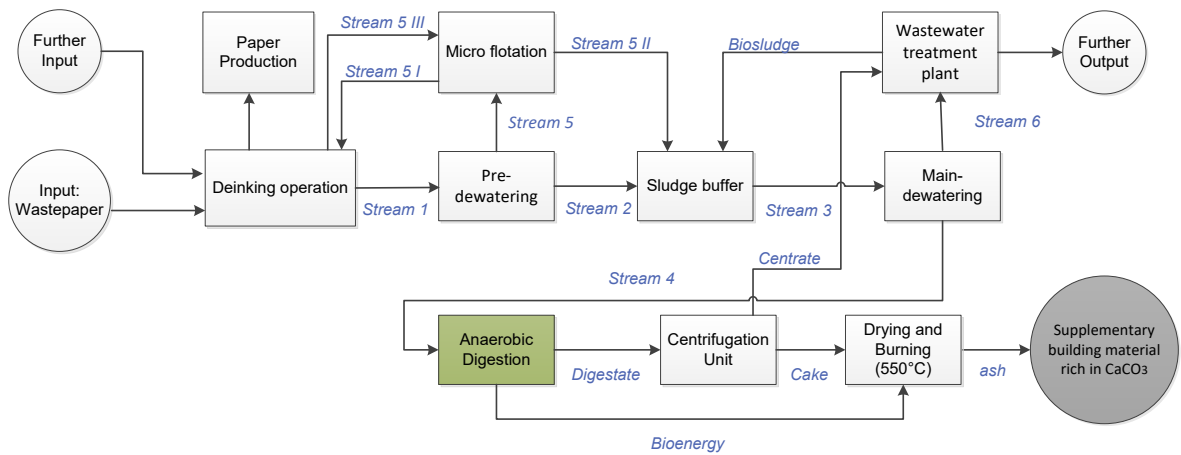 Further
Input
Paper
Production
Stream 5 III
Stream 5 I
Micro flotation
Stream 5 II
Biosludge
Wastewater
treatment
plant
Further
Output
Stream 5
Stream 6
Input:
Wastepaper
Deinking operation
Stream 1
Pre-
dewatering
Stream 2
Sludge buffer
Stream 3
Main-
dewatering
Centrate
Stream 4
Anaerobic
Digestion
Digestate
Centrifugation
Unit
Cake
Drying and
Burning
(550°C)
ash
Supplementary
building material
rich in CaCO3
Bioenergy